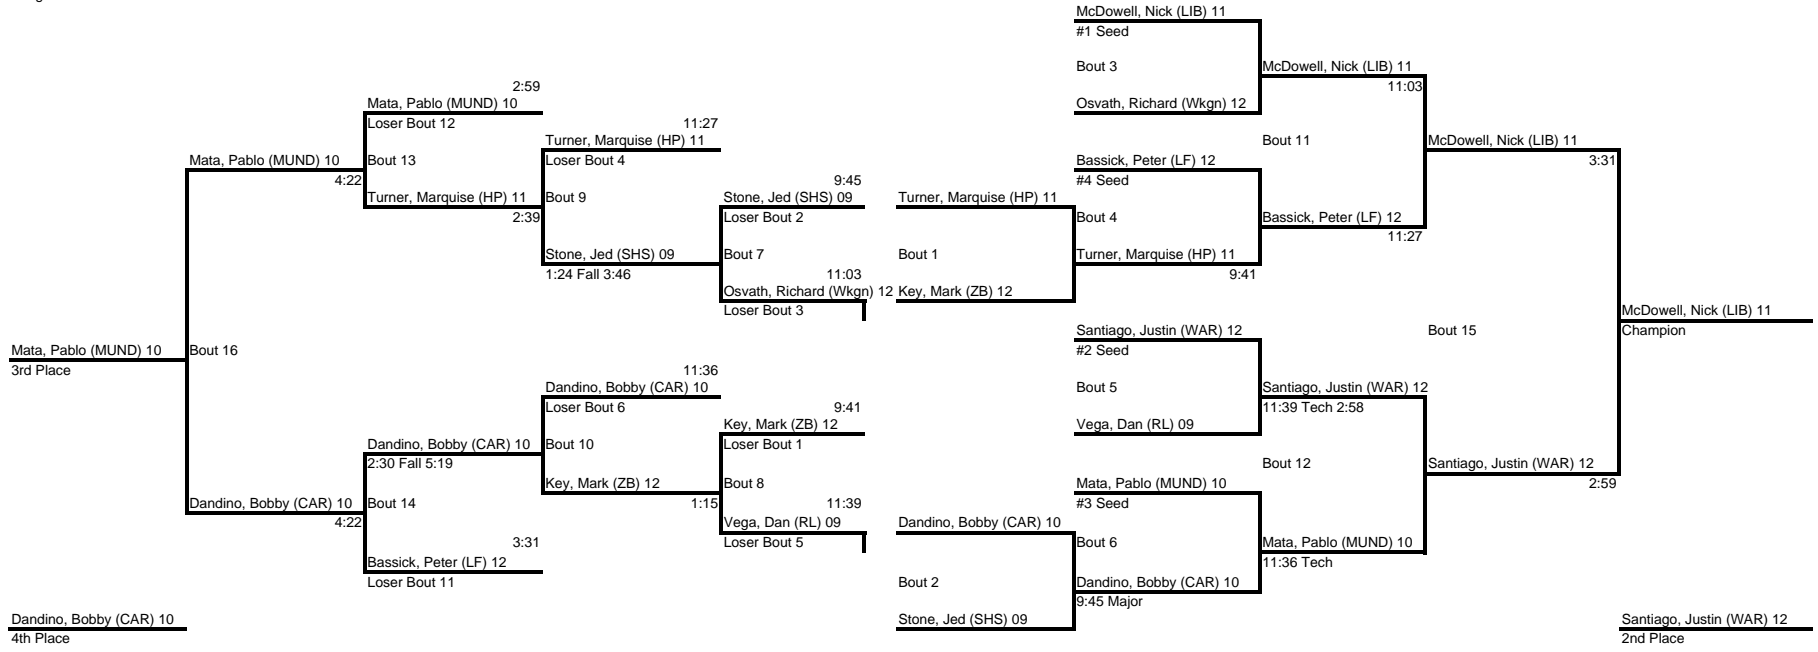 McDowell, Nick (LIB) 11
#1 Seed
Bout 3
McDowell, Nick (LIB) 11
11:03
2:59
Mata, Pablo (MUND) 10
Osvath, Richard (Wkgn) 12
Loser Bout 12
11:27
Turner, Marquise (HP) 11
Bout 11
McDowell, Nick (LIB) 11
3:31
Mata, Pablo (MUND) 10
4:22
Bout 13
Loser Bout 4
Bassick, Peter (LF) 12
#4 Seed
9:45
Turner, Marquise (HP) 11
2:39
Bout 9
Stone, Jed (SHS) 09
Loser Bout 2
Turner, Marquise (HP) 11
Bout 4
Bassick, Peter (LF) 12
11:27
Stone, Jed (SHS) 09
1:24 Fall 3:46
Bout 7
Bout 1
Turner, Marquise (HP) 11
9:41
11:03
Osvath, Richard (Wkgn) 12
Loser Bout 3
Key, Mark (ZB) 12
McDowell, Nick (LIB) 11
Champion
Santiago, Justin (WAR) 12
#2 Seed
Bout 15
Mata, Pablo (MUND) 10
3rd Place
Bout 16
11:36
Dandino, Bobby (CAR) 10
Loser Bout 6
Bout 5
Santiago, Justin (WAR) 12
11:39 Tech 2:58
9:41
Key, Mark (ZB) 12
Loser Bout 1
Vega, Dan (RL) 09
Dandino, Bobby (CAR) 10
2:30 Fall 5:19
Bout 10
Bout 12
Santiago, Justin (WAR) 12
2:59
Key, Mark (ZB) 12
1:15
Bout 8
Mata, Pablo (MUND) 10
#3 Seed
Dandino, Bobby (CAR) 10
4:22
Bout 14
11:39
Vega, Dan (RL) 09
Loser Bout 5
Dandino, Bobby (CAR) 10
3:31
Bout 6
Mata, Pablo (MUND) 10
11:36 Tech
Bassick, Peter (LF) 12
Loser Bout 11
Bout 2
Dandino, Bobby (CAR) 10
9:45 Major
Dandino, Bobby (CAR) 10
4th Place
Stone, Jed (SHS) 09
Santiago, Justin (WAR) 12
2nd Place